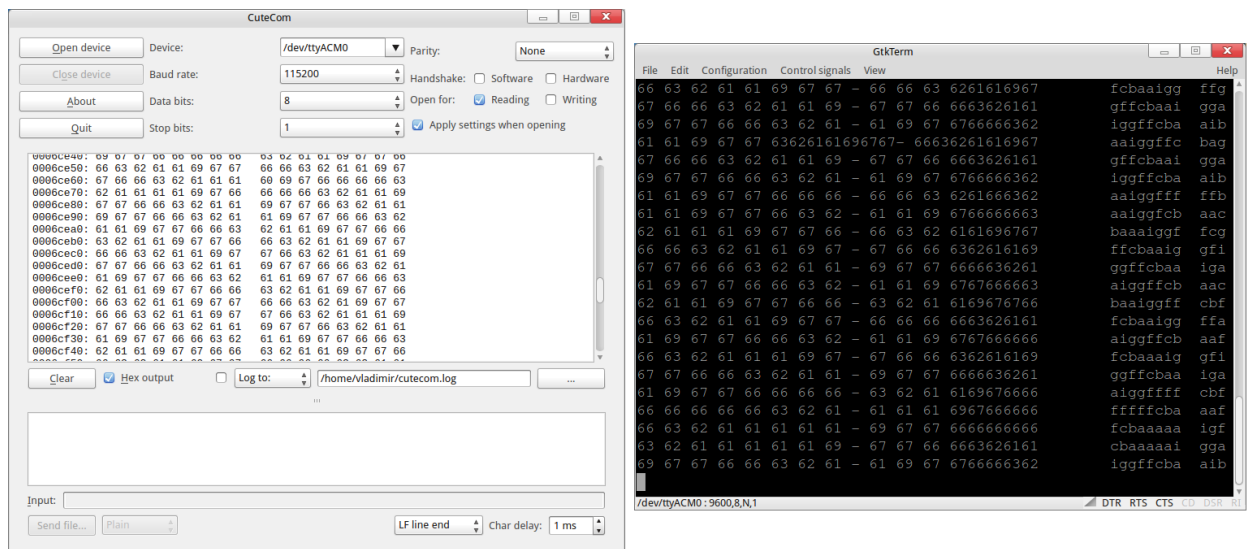 CuteCom
Open device Device: /dev/ttyACM0 Parity: None
Close device Baud rate: 115200 Handshake: Software Hardware
About Data bits: 8 Open for: Reading Writing
Quit Stop bits: 1 Apply settings when opening
0006ce40: 69 67 67 66 66 66 66 66 63 62 61 61 69 67 67 66
0006ce50: 66 63 62 61 61 69 67 67 66 66 63 62 61 61 69 67
0006ce60: 67 66 66 63 62 61 61 61 60 69 67 66 66 66 66 63
0006ce70: 62 61 61 61 61 69 67 66 66 66 66 63 62 61 61 69
0006ce80: 67 67 66 66 63 62 61 61 69 67 67 66 63 62 61 61
0006ce90: 69 67 67 66 66 63 62 61 61 69 67 67 66 66 63 62
0006cea0: 61 61 69 67 67 66 66 63 62 61 61 69 67 67 66 66
0006ceb0: 63 62 61 61 69 67 67 66 66 63 62 61 61 69 67 67
0006cec0: 66 66 63 62 61 61 69 67 67 66 63 62 61 61 61 69
0006ced0: 67 67 66 66 63 62 61 61 69 67 67 66 66 63 62 61
0006cee0: 61 69 67 67 66 66 63 62 61 61 69 67 67 66 66 63
0006cef0: 62 61 61 69 67 67 66 66 63 62 61 61 69 67 67 66
0006cf00: 66 63 62 61 61 69 67 67 66 66 63 62 61 69 67 67
0006cf10: 66 66 63 62 61 61 69 67 67 66 63 62 61 61 61 69
0006cf20: 67 67 66 66 63 62 61 61 69 67 67 66 63 62 61 61
0006cf30: 61 69 67 67 66 66 63 62 61 61 69 67 67 66 66 63
0006cf40: 62 61 61 69 67 67 66 66 63 62 61 61 69 67 67 66
Clear Hex output Log to: /home/vladimir/cutecom.log ...
Input:
Send file... Plain LF line end Char delay: 1 ms
GtkTerm
File Edit Configuration Control signals View Help
66 63 62 61 61 69 67 67 - 66 66 63 6261616967 fcbaaigg ffg
67 66 66 63 62 61 61 69 - 67 67 66 6663626161 gffcbaai gga
69 67 67 66 66 63 62 61 - 61 69 67 6766666362 iggffcba aib
61 61 69 67 67 63626161696767- 66636261616967 aaiggffc bag
67 66 66 63 62 61 61 69 - 67 67 66 6663626161 gffcbaai gga
69 67 67 66 66 63 62 61 - 61 69 67 6766666362 iggffcba aib
61 61 69 67 67 66 66 66 - 66 66 63 6261666362 aaiggfff ffb
61 61 69 67 67 66 63 62 - 61 61 69 6766666663 aaiggfcb aac
62 61 61 61 69 67 67 66 - 66 63 62 6161696767 baaaiggf fcg
66 66 63 62 61 61 69 67 - 67 66 66 6362616169 ffcbaaig gfi
67 67 66 66 63 62 61 61 - 69 67 67 6666636261 ggffcbaa iga
61 69 67 67 66 66 63 62 - 61 61 69 6767666663 aiggffcb aac
62 61 61 69 67 67 66 66 - 63 62 61 6169676766 baaiggff cbf
66 63 62 61 61 69 67 67 - 66 66 66 6663626161 fcbaaigg ffa
61 69 67 67 66 66 63 62 - 61 61 69 6767666666 aiggffcb aaf
66 63 62 61 61 61 69 67 - 67 66 66 6362616169 fcbaaaig gfi
67 67 66 66 63 62 61 61 - 69 67 67 6666636261 ggffcbaa iga
61 69 67 67 66 66 66 66 - 63 62 61 6169676666 aiggffff cbf
66 66 66 66 66 63 62 61 - 61 61 61 6967666666 fffffcba aaf
66 63 62 61 61 61 61 61 - 69 67 67 6666666666 fcbaaaaa igf
63 62 61 61 61 61 61 69 - 67 67 66 6663626161 cbaaaaai gga
69 67 67 66 66 63 62 61 - 61 69 67 6766666362 iggffcba aib
/dev/ttyACM0 : 9600,8,N,1 DTR RTS CTS CD DSR RI